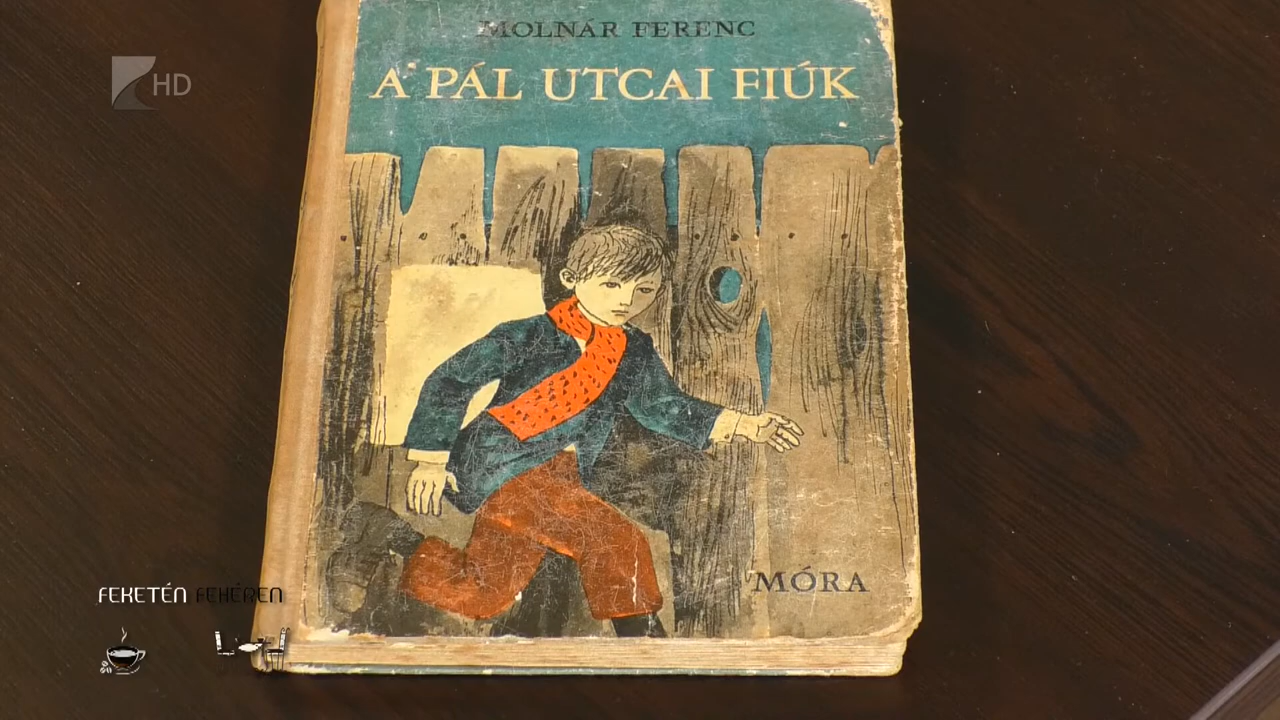 MOLNÁR FERENC
A PÁL UTCAI FIÚK
HD
MÓRA
FEKETÉN FEHÉREN